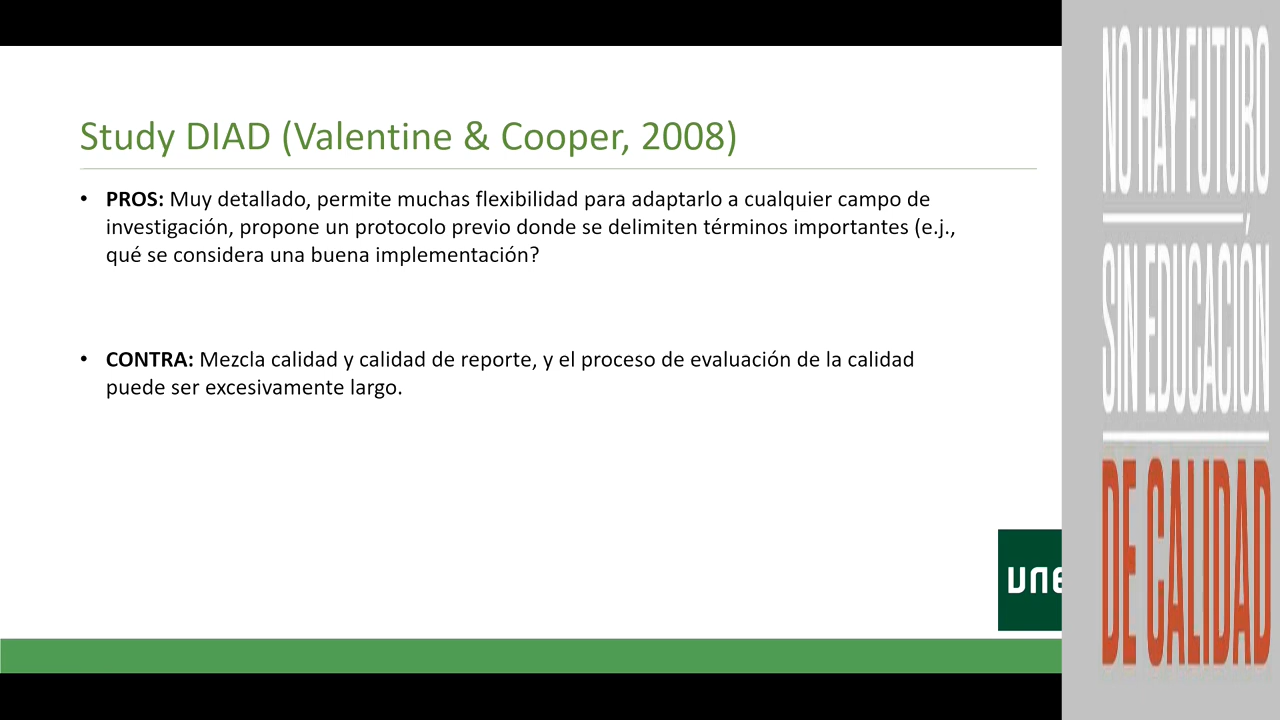 Study DIAD (Valentine & Cooper, 2008)
• PROS: Muy detallado, permite muchas flexibilidad para adaptarlo a cualquier campo de
investigación, propone un protocolo previo donde se delimiten términos importantes (e.j.,
qué se considera una buena implementación?
• CONTRA: Mezcla calidad y calidad de reporte, y el proceso de evaluación de la calidad
puede ser excesivamente largo.
une
NO HAY FUTURO
SIN EDUCACIÓN
DE CALIDAD